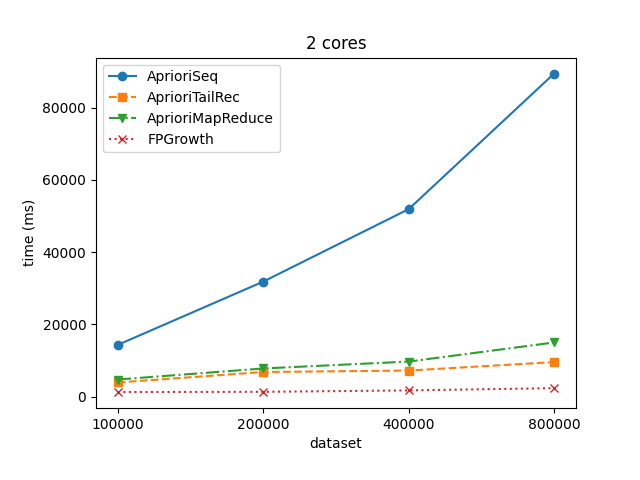 2 cores
AprioriSeq
AprioriTailRec
AprioriMapReduce
FPGrowth
time (ms)
80000
60000
40000
20000
0
100000 200000 400000 800000
dataset